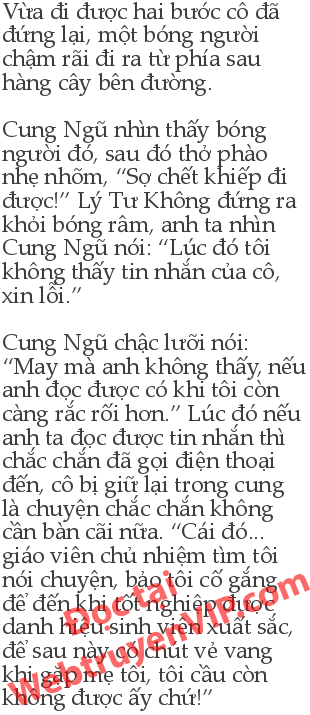 Vừa đi được hai bước cô đã
đứng lại, một bóng người
chậm rãi đi ra từ phía sau
hàng cây bên đường.

Cung Ngũ nhìn thấy bóng
người đó, sau đó thở phào
nhẹ nhõm, “Sợ chết khiếp đi
được!” Lý Tư Không đứng ra
khỏi bóng râm, anh ta nhìn
Cung Ngũ nói: “Lúc đó tôi
không thấy tin nhắn của cô,
xin lỗi.”

Cung Ngũ chậc lưỡi nói:
“May mà anh không thấy, nếu
anh đọc được có khi tôi còn
càng rắc rối hơn.” Lúc đó nếu
anh ta đọc được tin nhắn thì
chắc chắn đã gọi điện thoại
đến, cô bị giữ lại trong cung
là chuyện chắc chắn không
cần bàn cãi nữa. “Cái đó...
giáo viên chủ nhiệm tìm tôi
nói chuyện, bảo tôi cố gắng
để đến khi tốt nghiệp được
danh hiệu sinh viên xuất sắc,
để sau này có chút vẻ vang
khi gặp mẹ tôi, tôi cầu còn
không được ấy chứ!”
Đọc tại
WebtruyenVIP.com